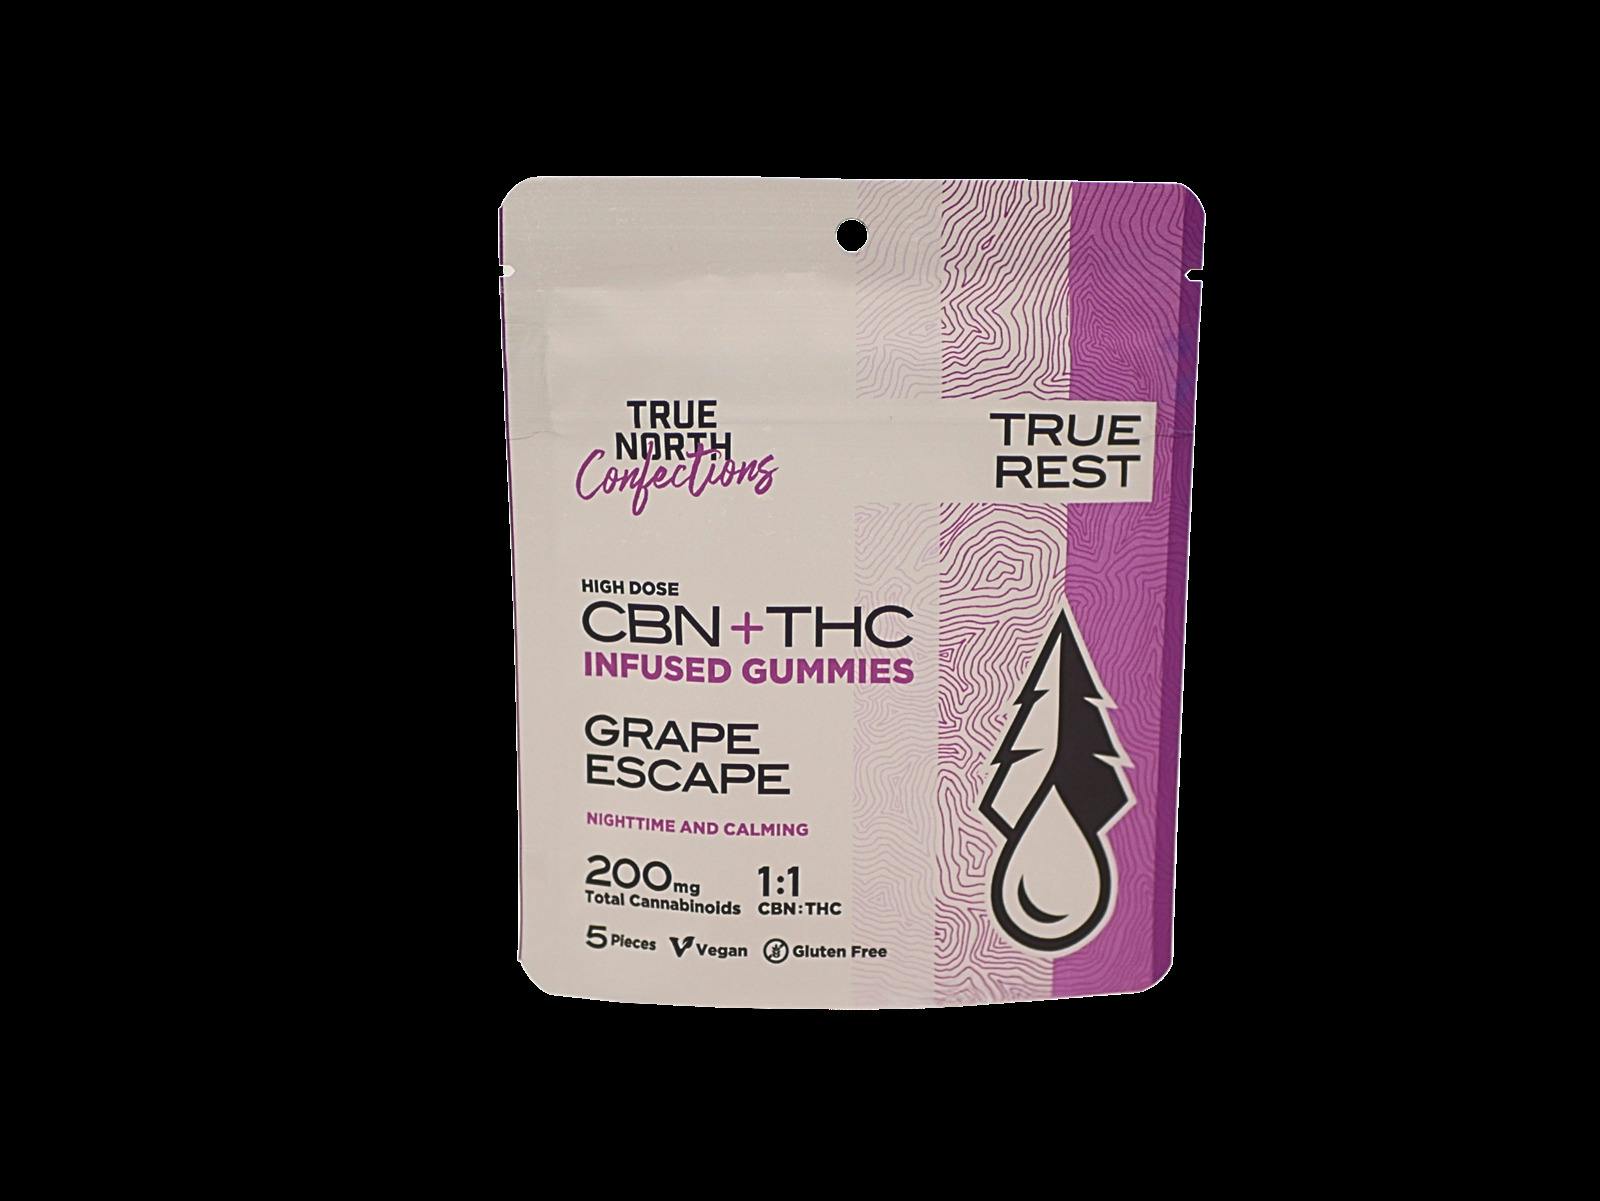 TRUE
NORTH
Confections
TRUE
REST
HIGH DOSE
CBN+THC
INFUSED GUMMIES
GRAPE
ESCAPE
NIGHTTIME AND CALMING
200mg
Total Cannabinoids
1:1
CBN:THC
5 Pieces Vegan Gluten Free